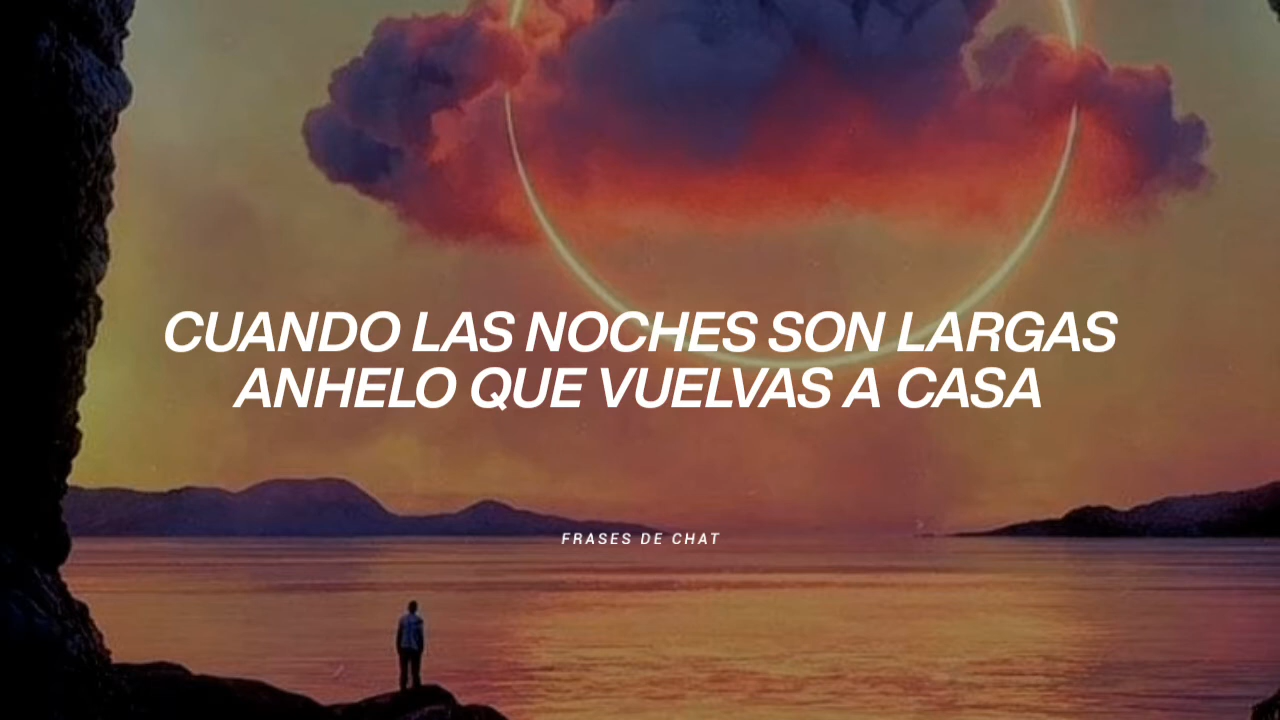 CUANDO LAS NOCHES SON LARGAS
ANHELO QUE VUELVAS A CASA
FRASES DE CHAT